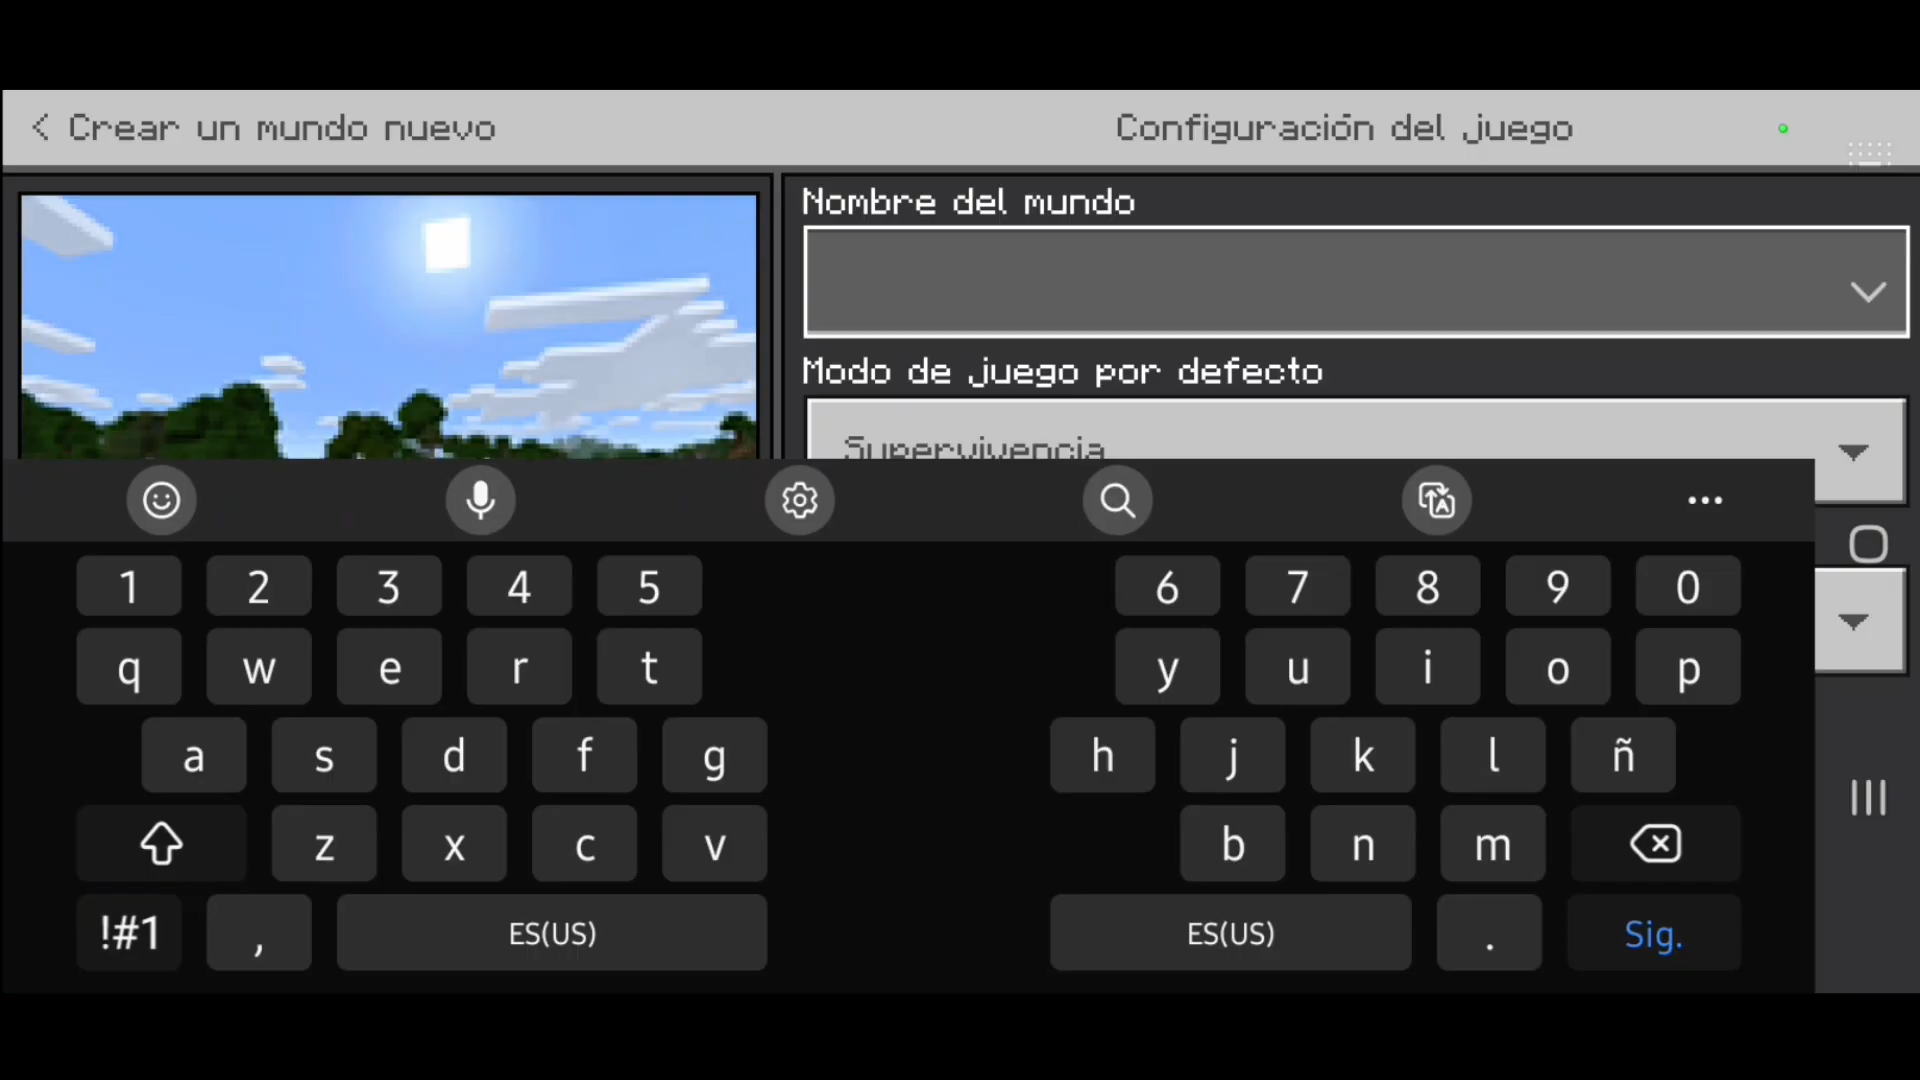 Crear un mundo nuevo
Configuración del juego
Nombre del mundo
Modo de juego por defecto
Supervivencia
1 2 3 4 5 6 7 8 9 0
q w e r t y u i o p
a s d f g h j k l ñ
z x c v b n m
!#1 , ES(US) ES(US) . Sig.